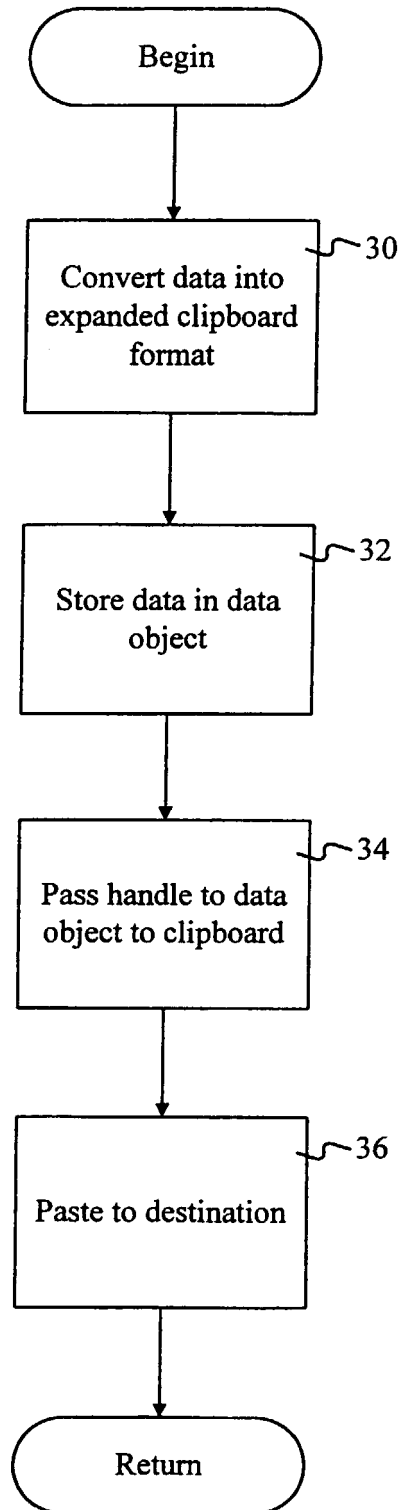 Begin
30
Convert data into
expanded clipboard
format
32
Store data in data
object
34
Pass handle to data
object to clipboard
36
Paste to destination
Return